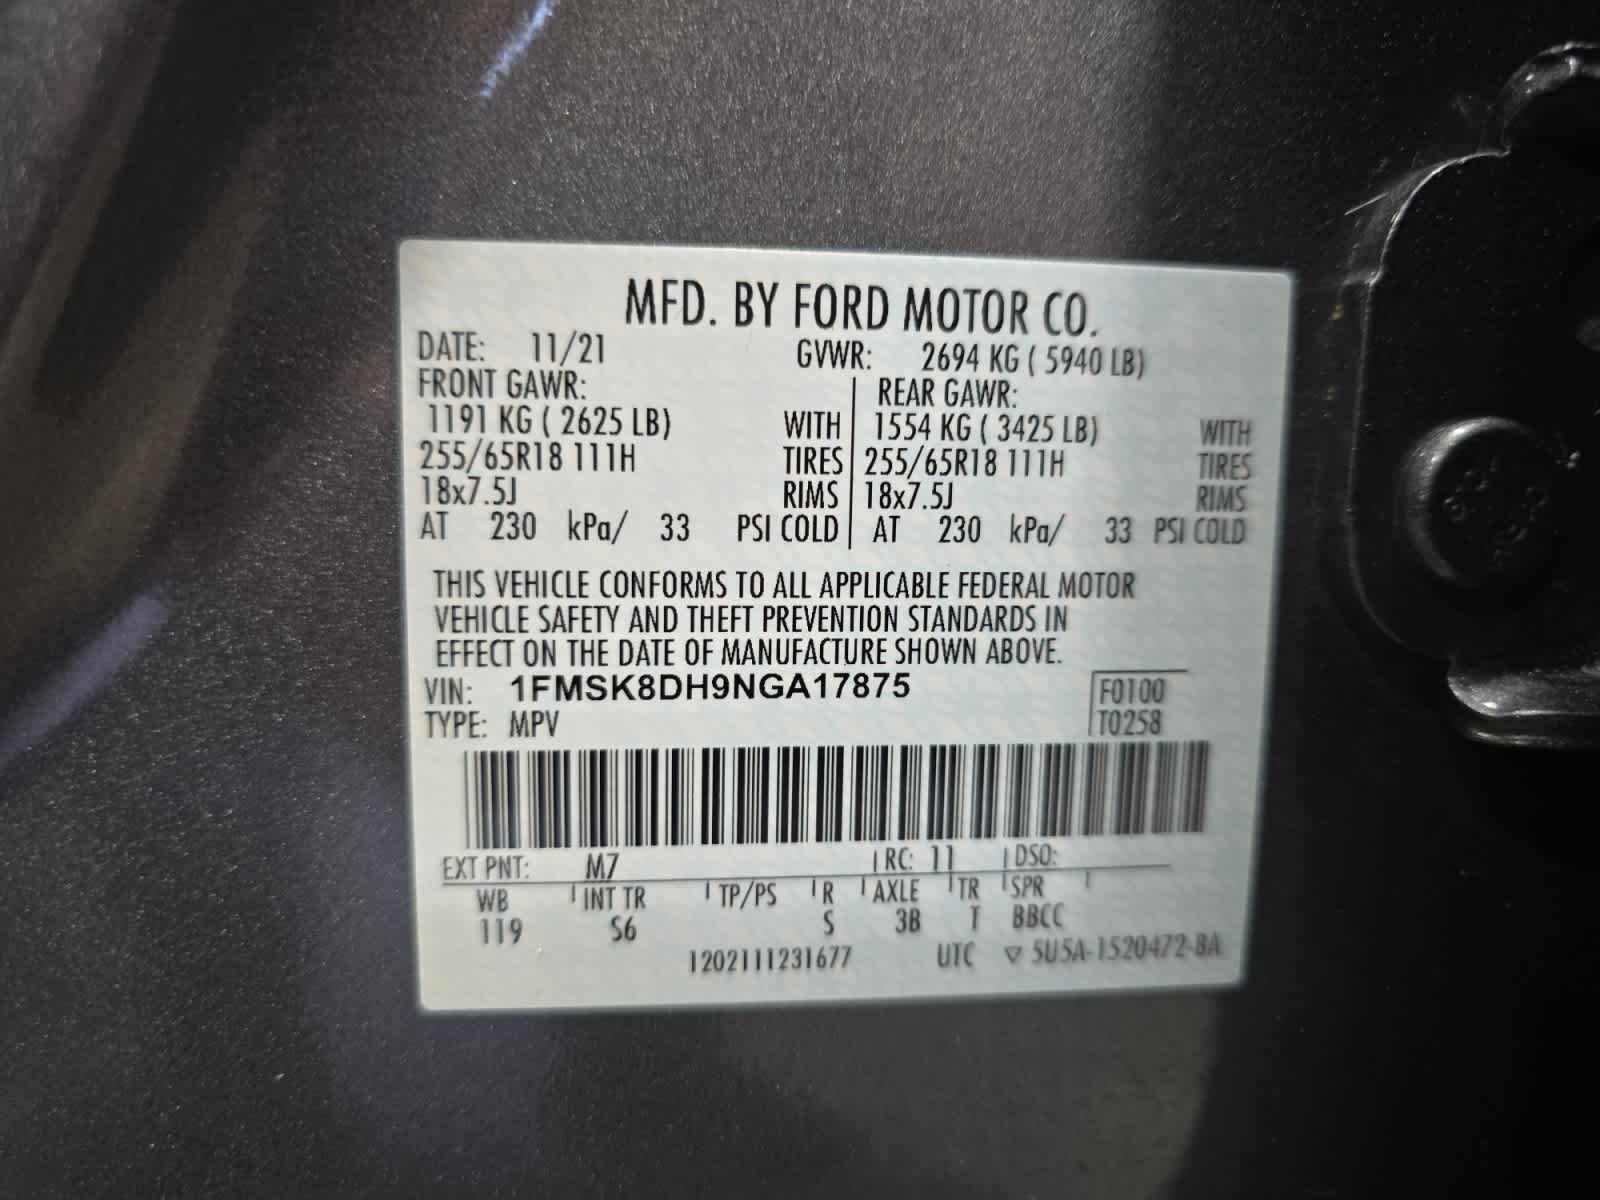 MFD. BY FORD MOTOR CO.
DATE: 11/21 GVWR: 2694 KG ( 5940 LB)
FRONT GAWR: REAR GAWR:
1191 KG ( 2625 LB) WITH 1554 KG ( 3425 LB) WITH
255/65R18 111H TIRES 255/65R18 111H TIRES
18x7.5J RIMS 18x7.5J RIMS
AT 230 kPa/ 33 PSI COLD AT 230 kPa/ 33 PSI COLD
THIS VEHICLE CONFORMS TO ALL APPLICABLE FEDERAL MOTOR
VEHICLE SAFETY AND THEFT PREVENTION STANDARDS IN
EFFECT ON THE DATE OF MANUFACTURE SHOWN ABOVE.
VIN: 1FMSK8DH9NGA17875 F0100
TYPE: MPV T0258
EXT PNT: M7 RC: 11 DSO:
WB INT TR TP/PS R AXLE TR SPR
119 S6 S 3B T BBCC
1202111231677 UTC ▽ 5U5A-1520472-BA